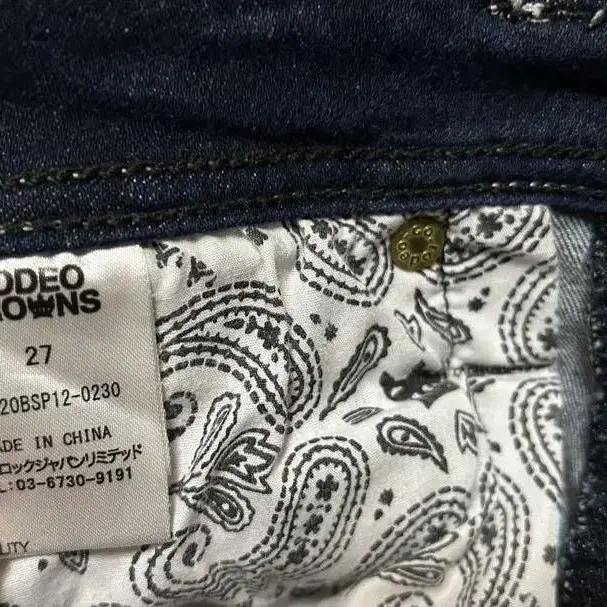 ODEO
OWNS
27
20BSP12-0230
ADE IN CHINA
ロックジャパンリミテッド
L:03-6730-9191
LITY